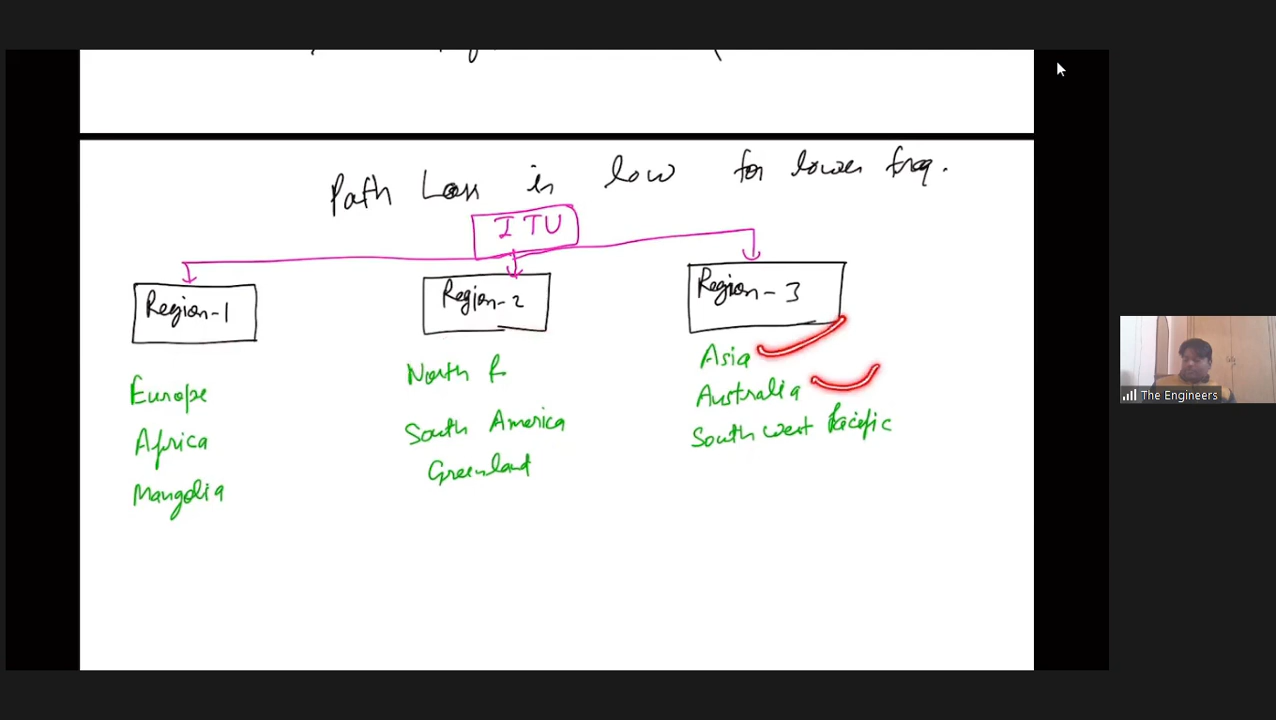 Path Loss is low for lower freq.
ITU
Region-1
Region-2
Region-3
Europe
Africa
Mangolia
North
South America
Greenland
Asia
Australia
South west Pacific
The Engineers